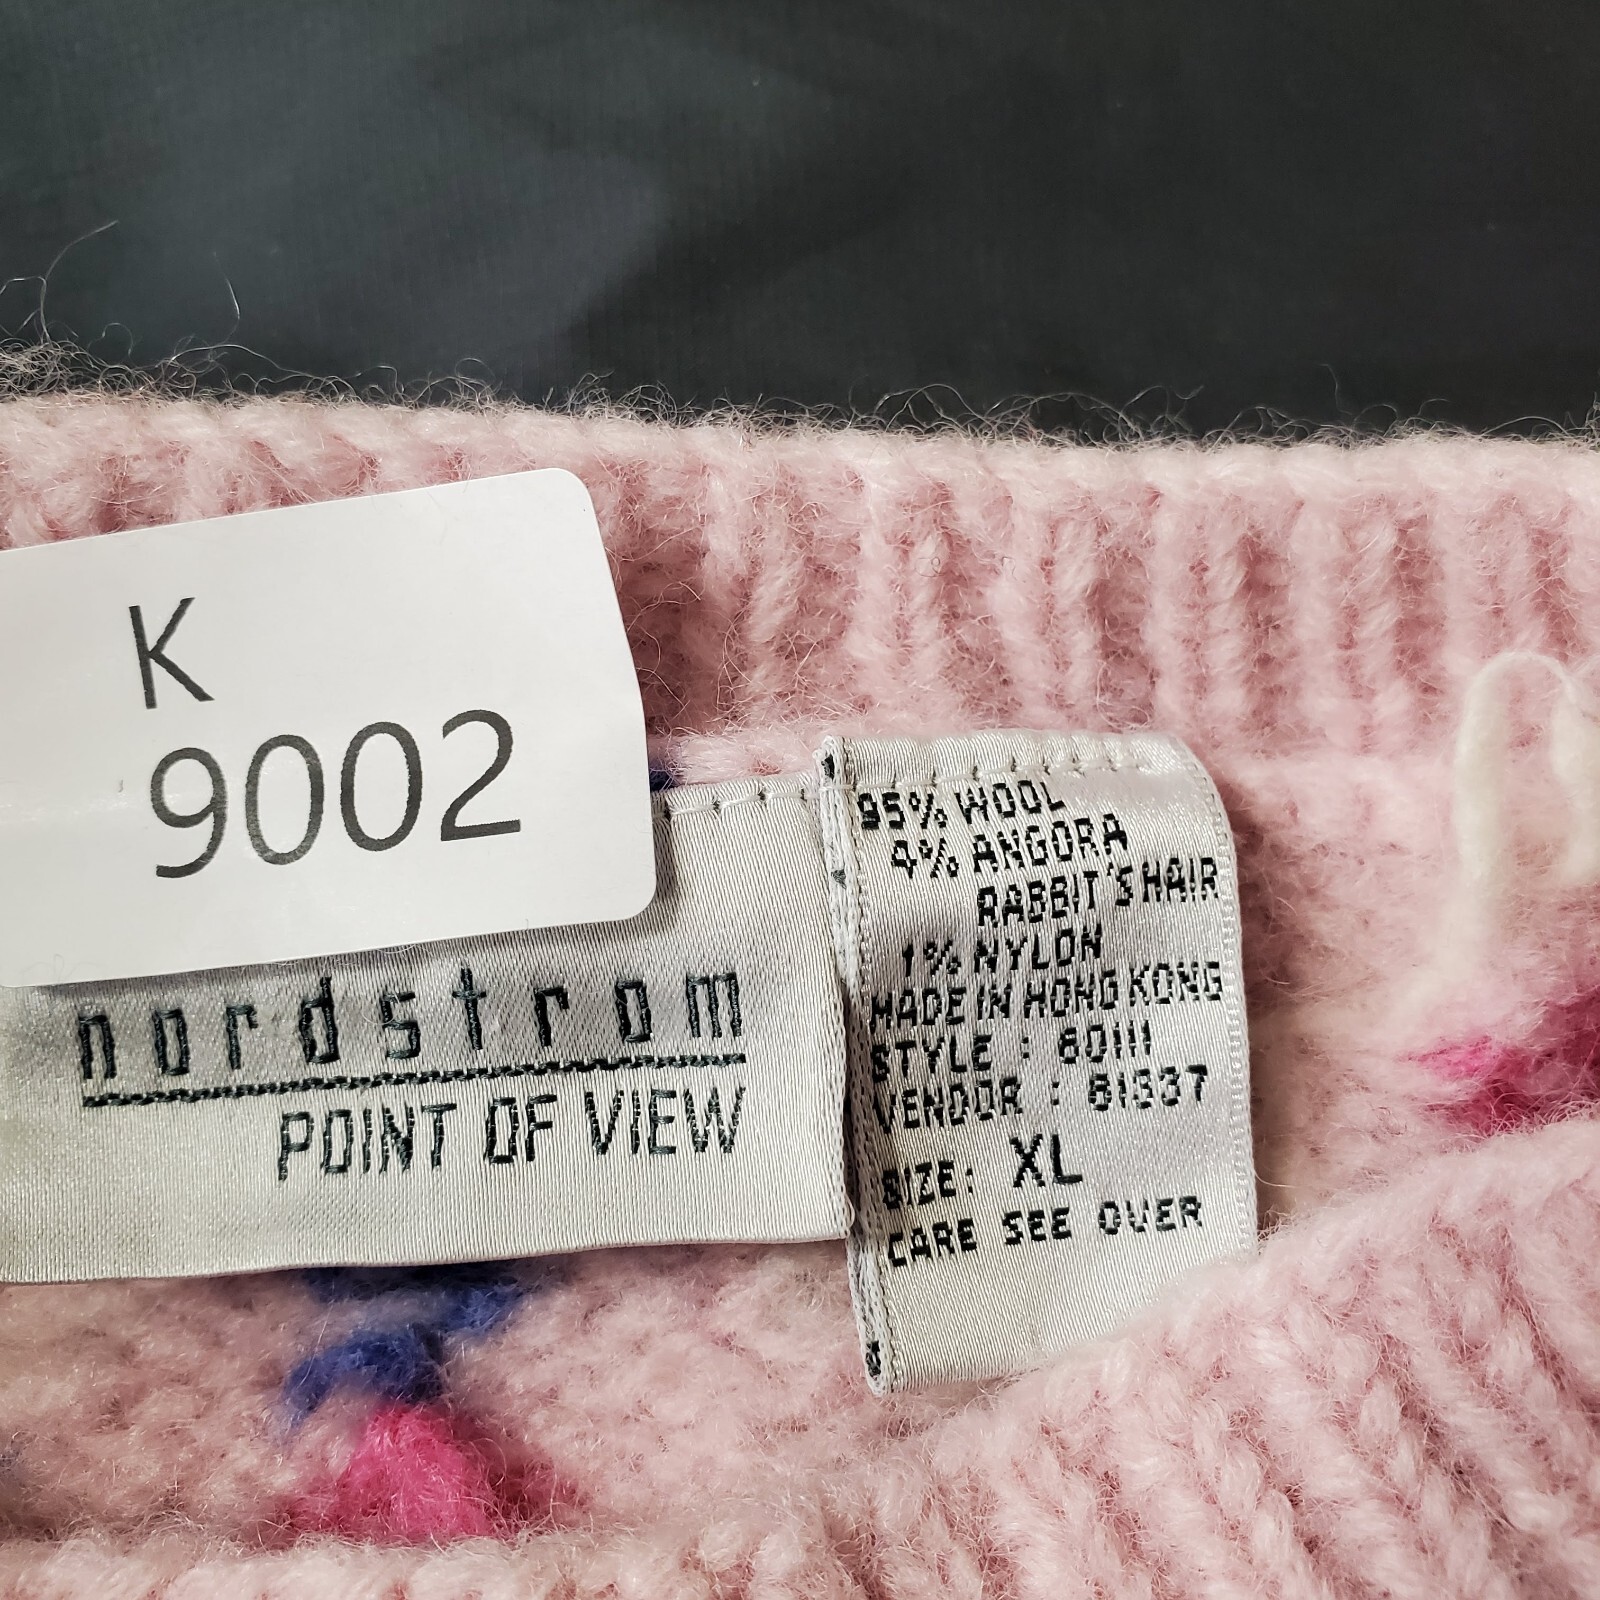 K
9002
nordstrom
POINT OF VIEW
95% WOOL
4% ANGORA
RABBIT'S HAIR
1% NYLON
MADE IN HONG KONG
STYLE : 60111
VENDOR : 61337
SIZE: XL
CARE SEE OVER